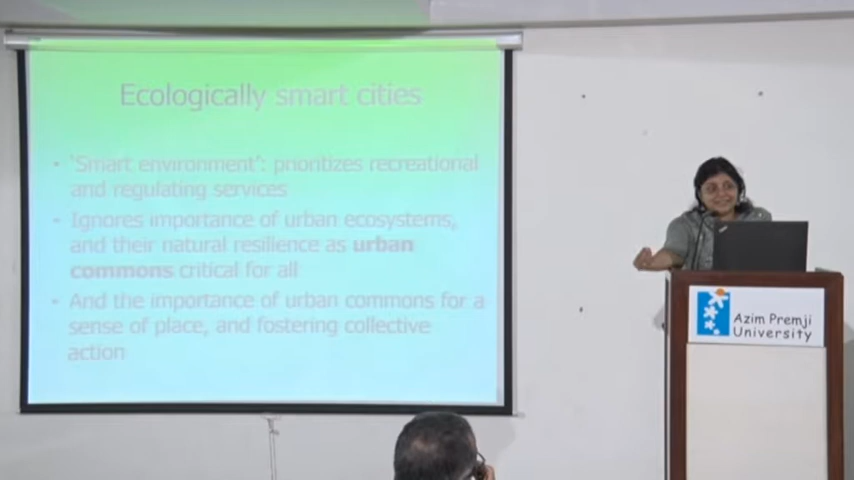 Ecologically smart cities
• 'Smart environment': prioritizes recreational
and regulating services
• Ignores importance of urban ecosystems,
and their natural resilience as urban
commons critical for all
• And the importance of urban commons for a
sense of place, and fostering collective
action
Azim Premji
University